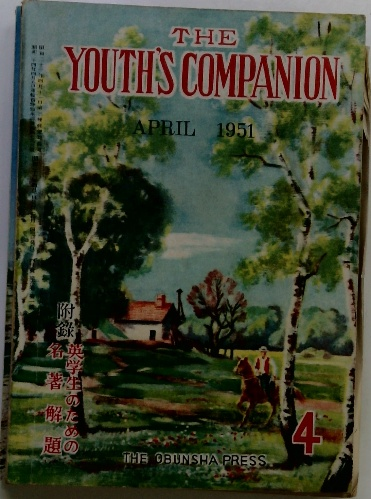 THE
YOUTH'S COMPANION
APRIL 1951
附錄
英学生のための
名著解題
4
THE OBUNSHA PRESS